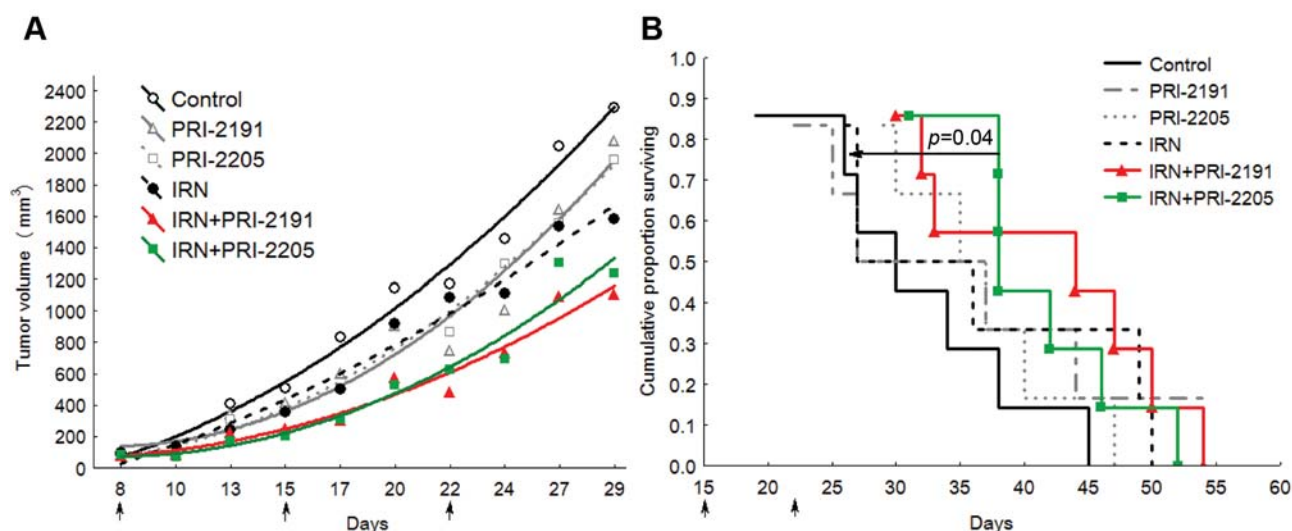 A
Tumor volume ( mm³ )
2400
2200
2000
1800
1600
1400
1200
1000
800
600
400
200
0
Control
PRI-2191
PRI-2205
IRN
IRN+PRI-2191
IRN+PRI-2205
8 10 13 15 17 20 22 24 27 29
Days
B
Cumulative proportion surviving
1.0
0.9
0.8
0.7
0.6
0.5
0.4
0.3
0.2
0.1
0.0
p=0.04
Control
PRI-2191
PRI-2205
IRN
IRN+PRI-2191
IRN+PRI-2205
15 20 25 30 35 40 45 50 55 60
Days